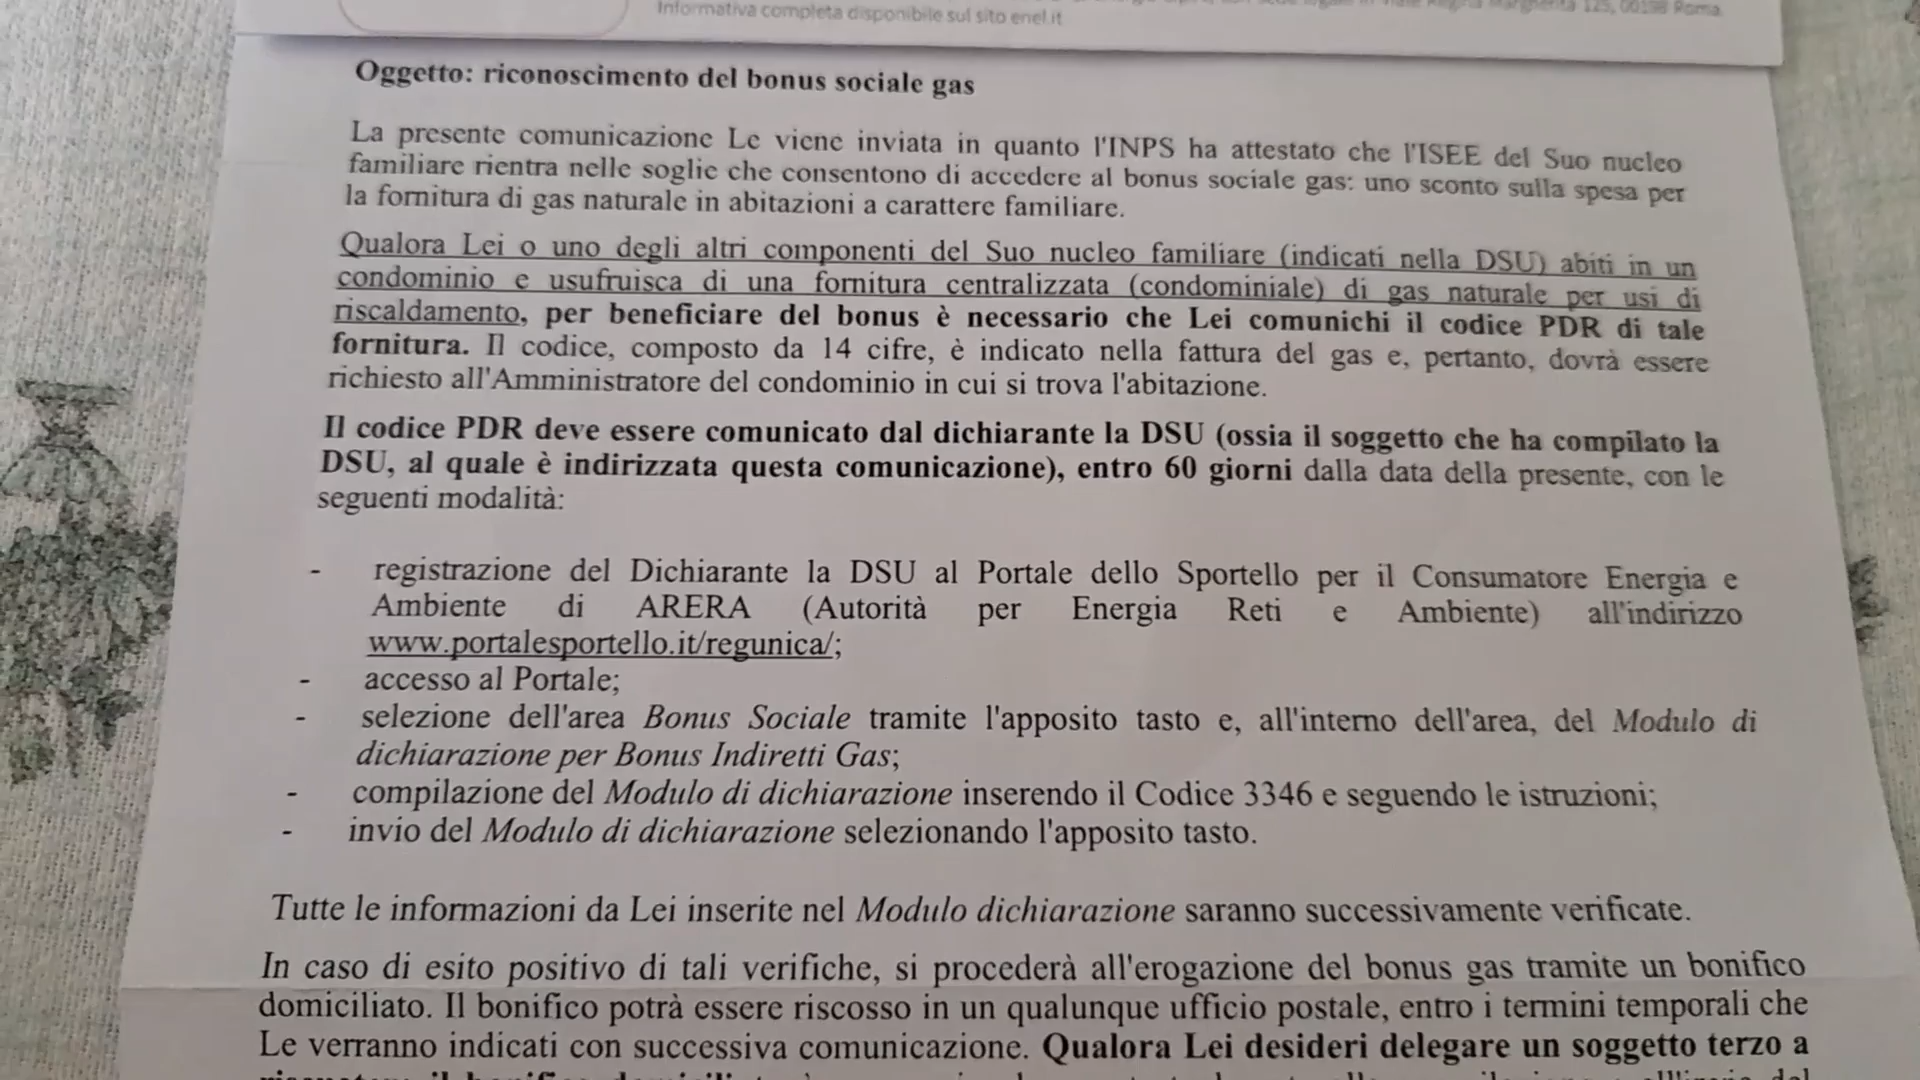 Informativa completa disponibile sul sito enel.it
Margherita 125, 00198 Roma
Oggetto: riconoscimento del bonus sociale gas
La presente comunicazione Le viene inviata in quanto l'INPS ha attestato che l'ISEE del Suo nucleo
familiare rientra nelle soglie che consentono di accedere al bonus sociale gas: uno sconto sulla spesa per
la fornitura di gas naturale in abitazioni a carattere familiare.
Qualora Lei o uno degli altri componenti del Suo nucleo familiare (indicati nella DSU) abiti in un
condominio e usufruisca di una fornitura centralizzata (condominiale) di gas naturale per usi di
riscaldamento, per beneficiare del bonus è necessario che Lei comunichi il codice PDR di tale
fornitura. Il codice, composto da 14 cifre, è indicato nella fattura del gas e, pertanto, dovrà essere
richiesto all'Amministratore del condominio in cui si trova l'abitazione.
Il codice PDR deve essere comunicato dal dichiarante la DSU (ossia il soggetto che ha compilato la
DSU, al quale è indirizzata questa comunicazione), entro 60 giorni dalla data della presente, con le
seguenti modalità:
- registrazione del Dichiarante la DSU al Portale dello Sportello per il Consumatore Energia e
Ambiente di ARERA (Autorità per Energia Reti e Ambiente) all'indirizzo
www.portalesportello.it/regunica/;
- accesso al Portale;
- selezione dell'area Bonus Sociale tramite l'apposito tasto e, all'interno dell'area, del Modulo di
dichiarazione per Bonus Indiretti Gas;
- compilazione del Modulo di dichiarazione inserendo il Codice 3346 e seguendo le istruzioni;
- invio del Modulo di dichiarazione selezionando l'apposito tasto.
Tutte le informazioni da Lei inserite nel Modulo dichiarazione saranno successivamente verificate.
In caso di esito positivo di tali verifiche, si procederà all'erogazione del bonus gas tramite un bonifico
domiciliato. Il bonifico potrà essere riscosso in un qualunque ufficio postale, entro i termini temporali che
Le verranno indicati con successiva comunicazione. Qualora Lei desideri delegare un soggetto terzo a